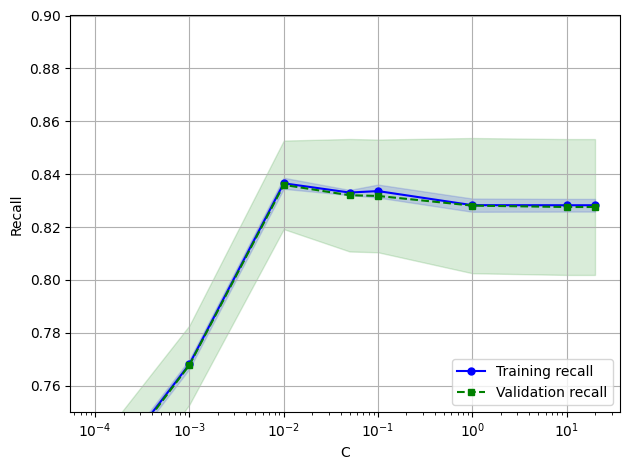 0.90
0.88
0.86
0.84
0.82
0.80
0.78
0.76
Recall
10⁻⁴ 10⁻³ 10⁻² 10⁻¹ 10⁰ 10¹
C
Training recall
Validation recall